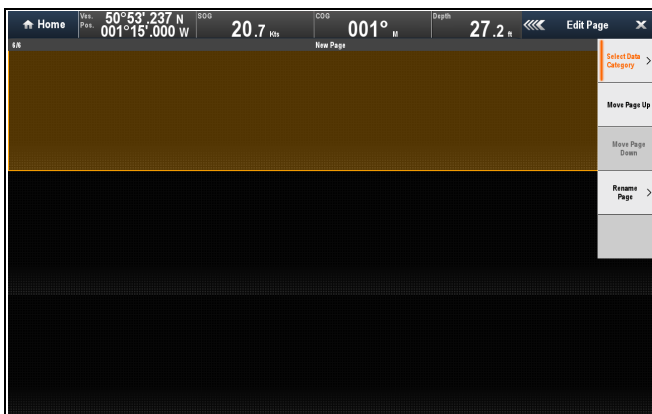 Home
Ves. Pos. 50°53'.237 N
001°15'.000 W
SOG
20.7 Kts
COG
001° M
Depth
27.2 ft
Edit Page
X
6/6
New Page
Select Data
Category
Move Page Up
Move Page
Down
Rename
Page